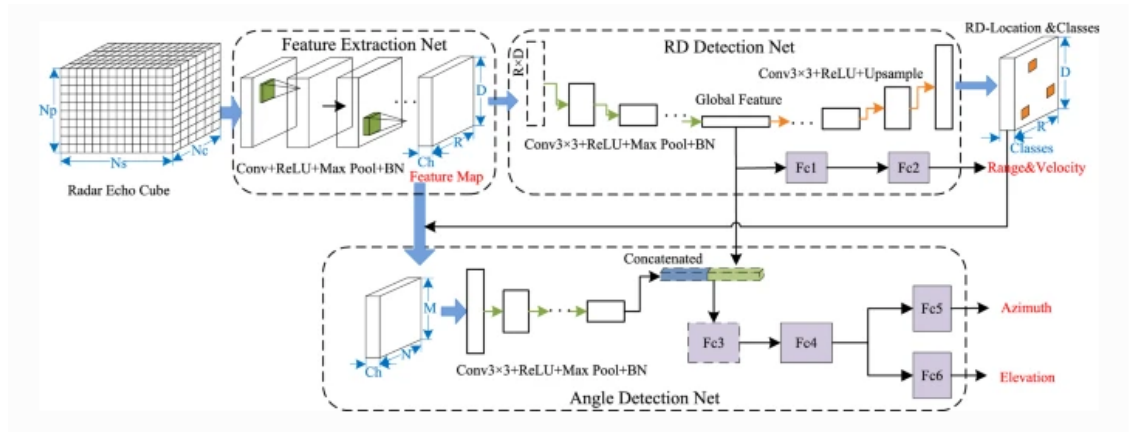 Feature Extraction Net
RD Detection Net
RD-Location &Classes
R×D
Conv3×3+ReLU+Upsample
D
D
Np
Global Feature
...
...
...
Nc
Ns
Conv3×3+ReLU+Max Pool+BN
R
R
Ch
Classes
Radar Echo Cube
Conv+ReLU+Max Pool+BN
Feature Map
Fc1
Fc2
Range&Velocity
Concatenated
M
...
Fc5
Azimuth
N
Ch
Fc3
Fc4
Conv3×3+ReLU+Max Pool+BN
Fc6
Elevation
Angle Detection Net